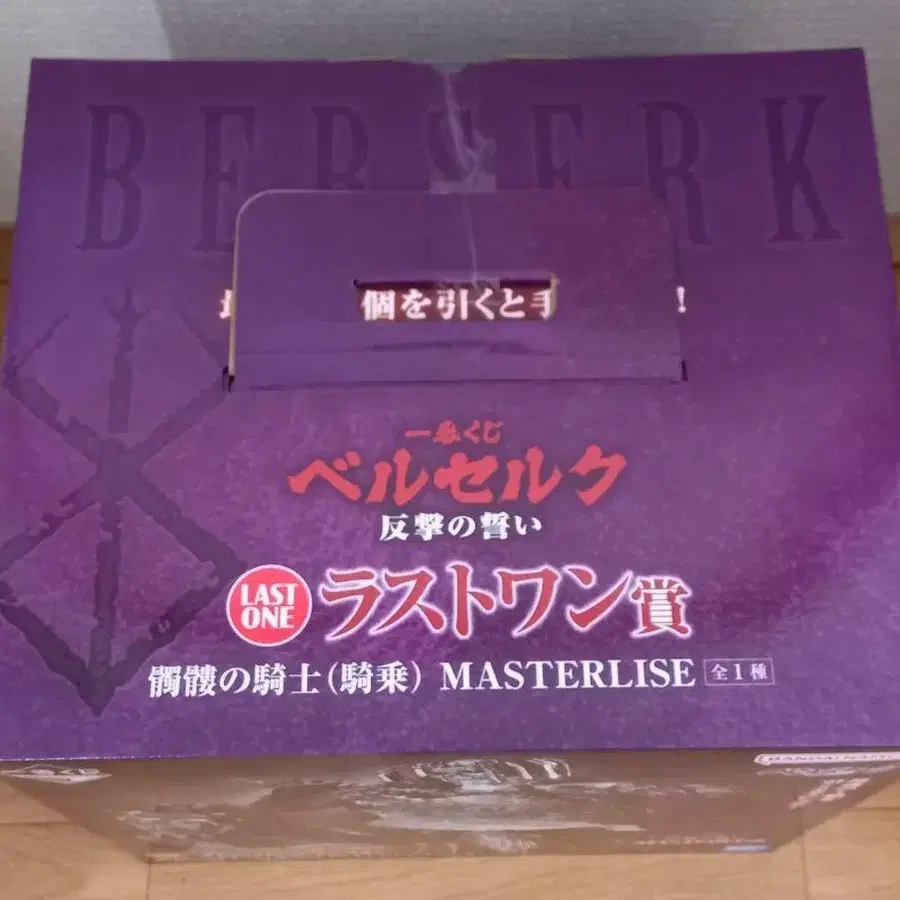 BERSERK
個を引くと手
!
一番くじ
ベルセルク
反撃の誓い
LAST ONE ラストワン賞
髑髏の騎士(騎乗) MASTERLISE 全1種